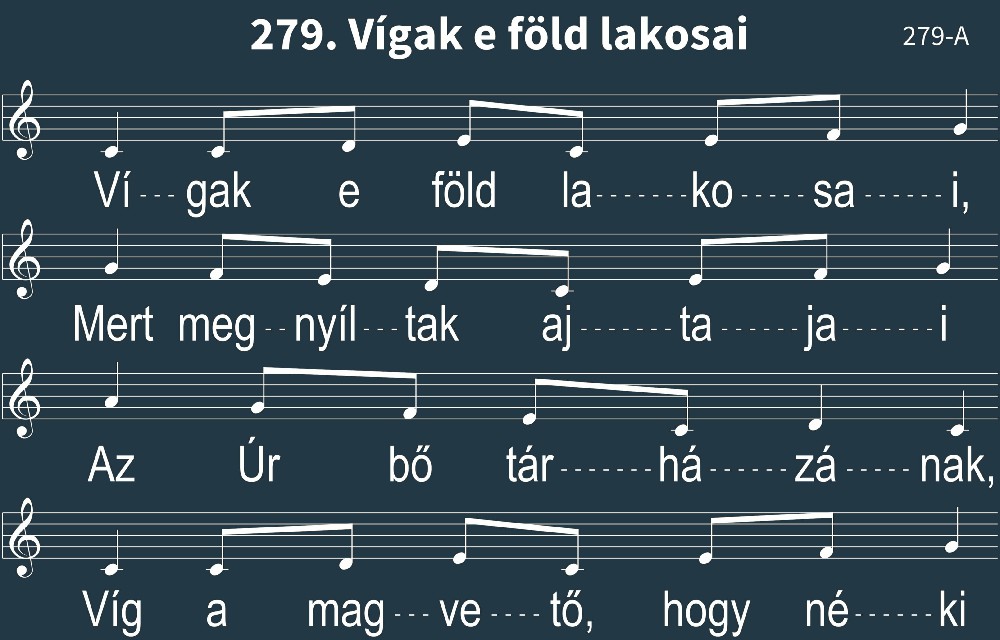 279. Vígak e föld lakosai
279-A
Ví---gak e föld la-------ko-----sa------i,
Mert meg--nyíl---tak aj-------ta------ja-------i
Az Úr bő tár-------há------zá-----nak,
Víg a mag---ve----tő, hogy né------ki